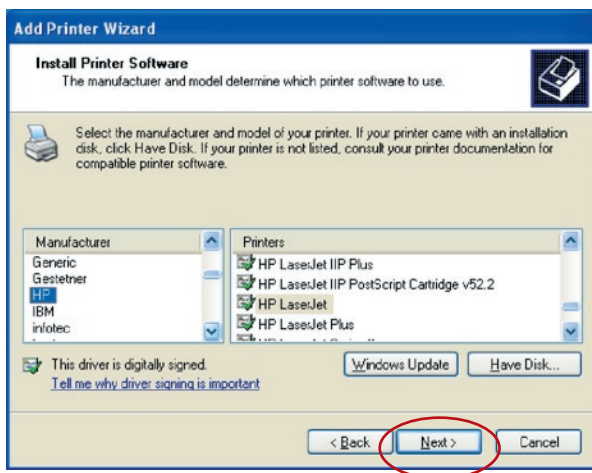 Add Printer Wizard
Install Printer Software
The manufacturer and model determine which printer software to use.
Select the manufacturer and model of your printer. If your printer came with an installation
disk, click Have Disk. If your printer is not listed, consult your printer documentation for
compatible printer software.
Manufacturer
Generic
Gestetner
HP
IBM
infotec
Printers
HP LaserJet IIP Plus
HP LaserJet IIP PostScript Cartridge v52.2
HP LaserJet
HP LaserJet Plus
This driver is digitally signed.
Tell me why driver signing is important
Windows Update
Have Disk...
< Back
Next >
Cancel